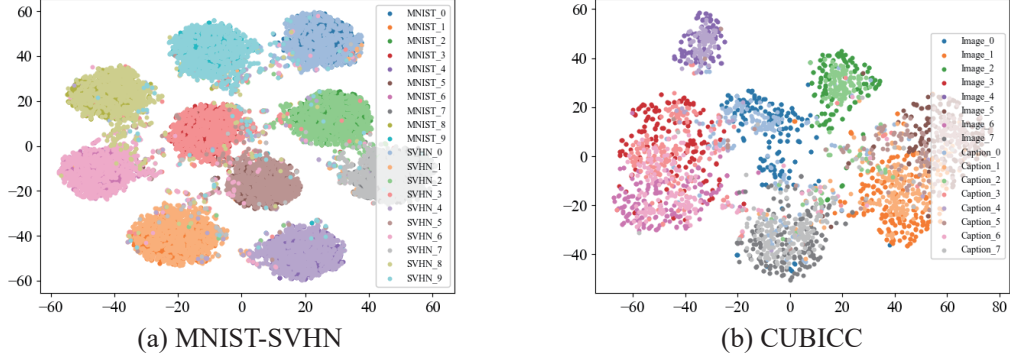 60
40
20
0
−20
−40
−60
−60
−40
−20
0
20
40
60
MNIST_0
MNIST_1
MNIST_2
MNIST_3
MNIST_4
MNIST_5
MNIST_6
MNIST_7
MNIST_8
MNIST_9
SVHN_0
SVHN_1
SVHN_2
SVHN_3
SVHN_4
SVHN_5
SVHN_6
SVHN_7
SVHN_8
SVHN_9
(a) MNIST-SVHN
60
40
20
0
−20
−40
−60
−40
−20
0
20
40
60
80
Image_0
Image_1
Image_2
Image_3
Image_4
Image_5
Image_6
Image_7
Caption_0
Caption_1
Caption_2
Caption_3
Caption_4
Caption_5
Caption_6
Caption_7
(b) CUBICC